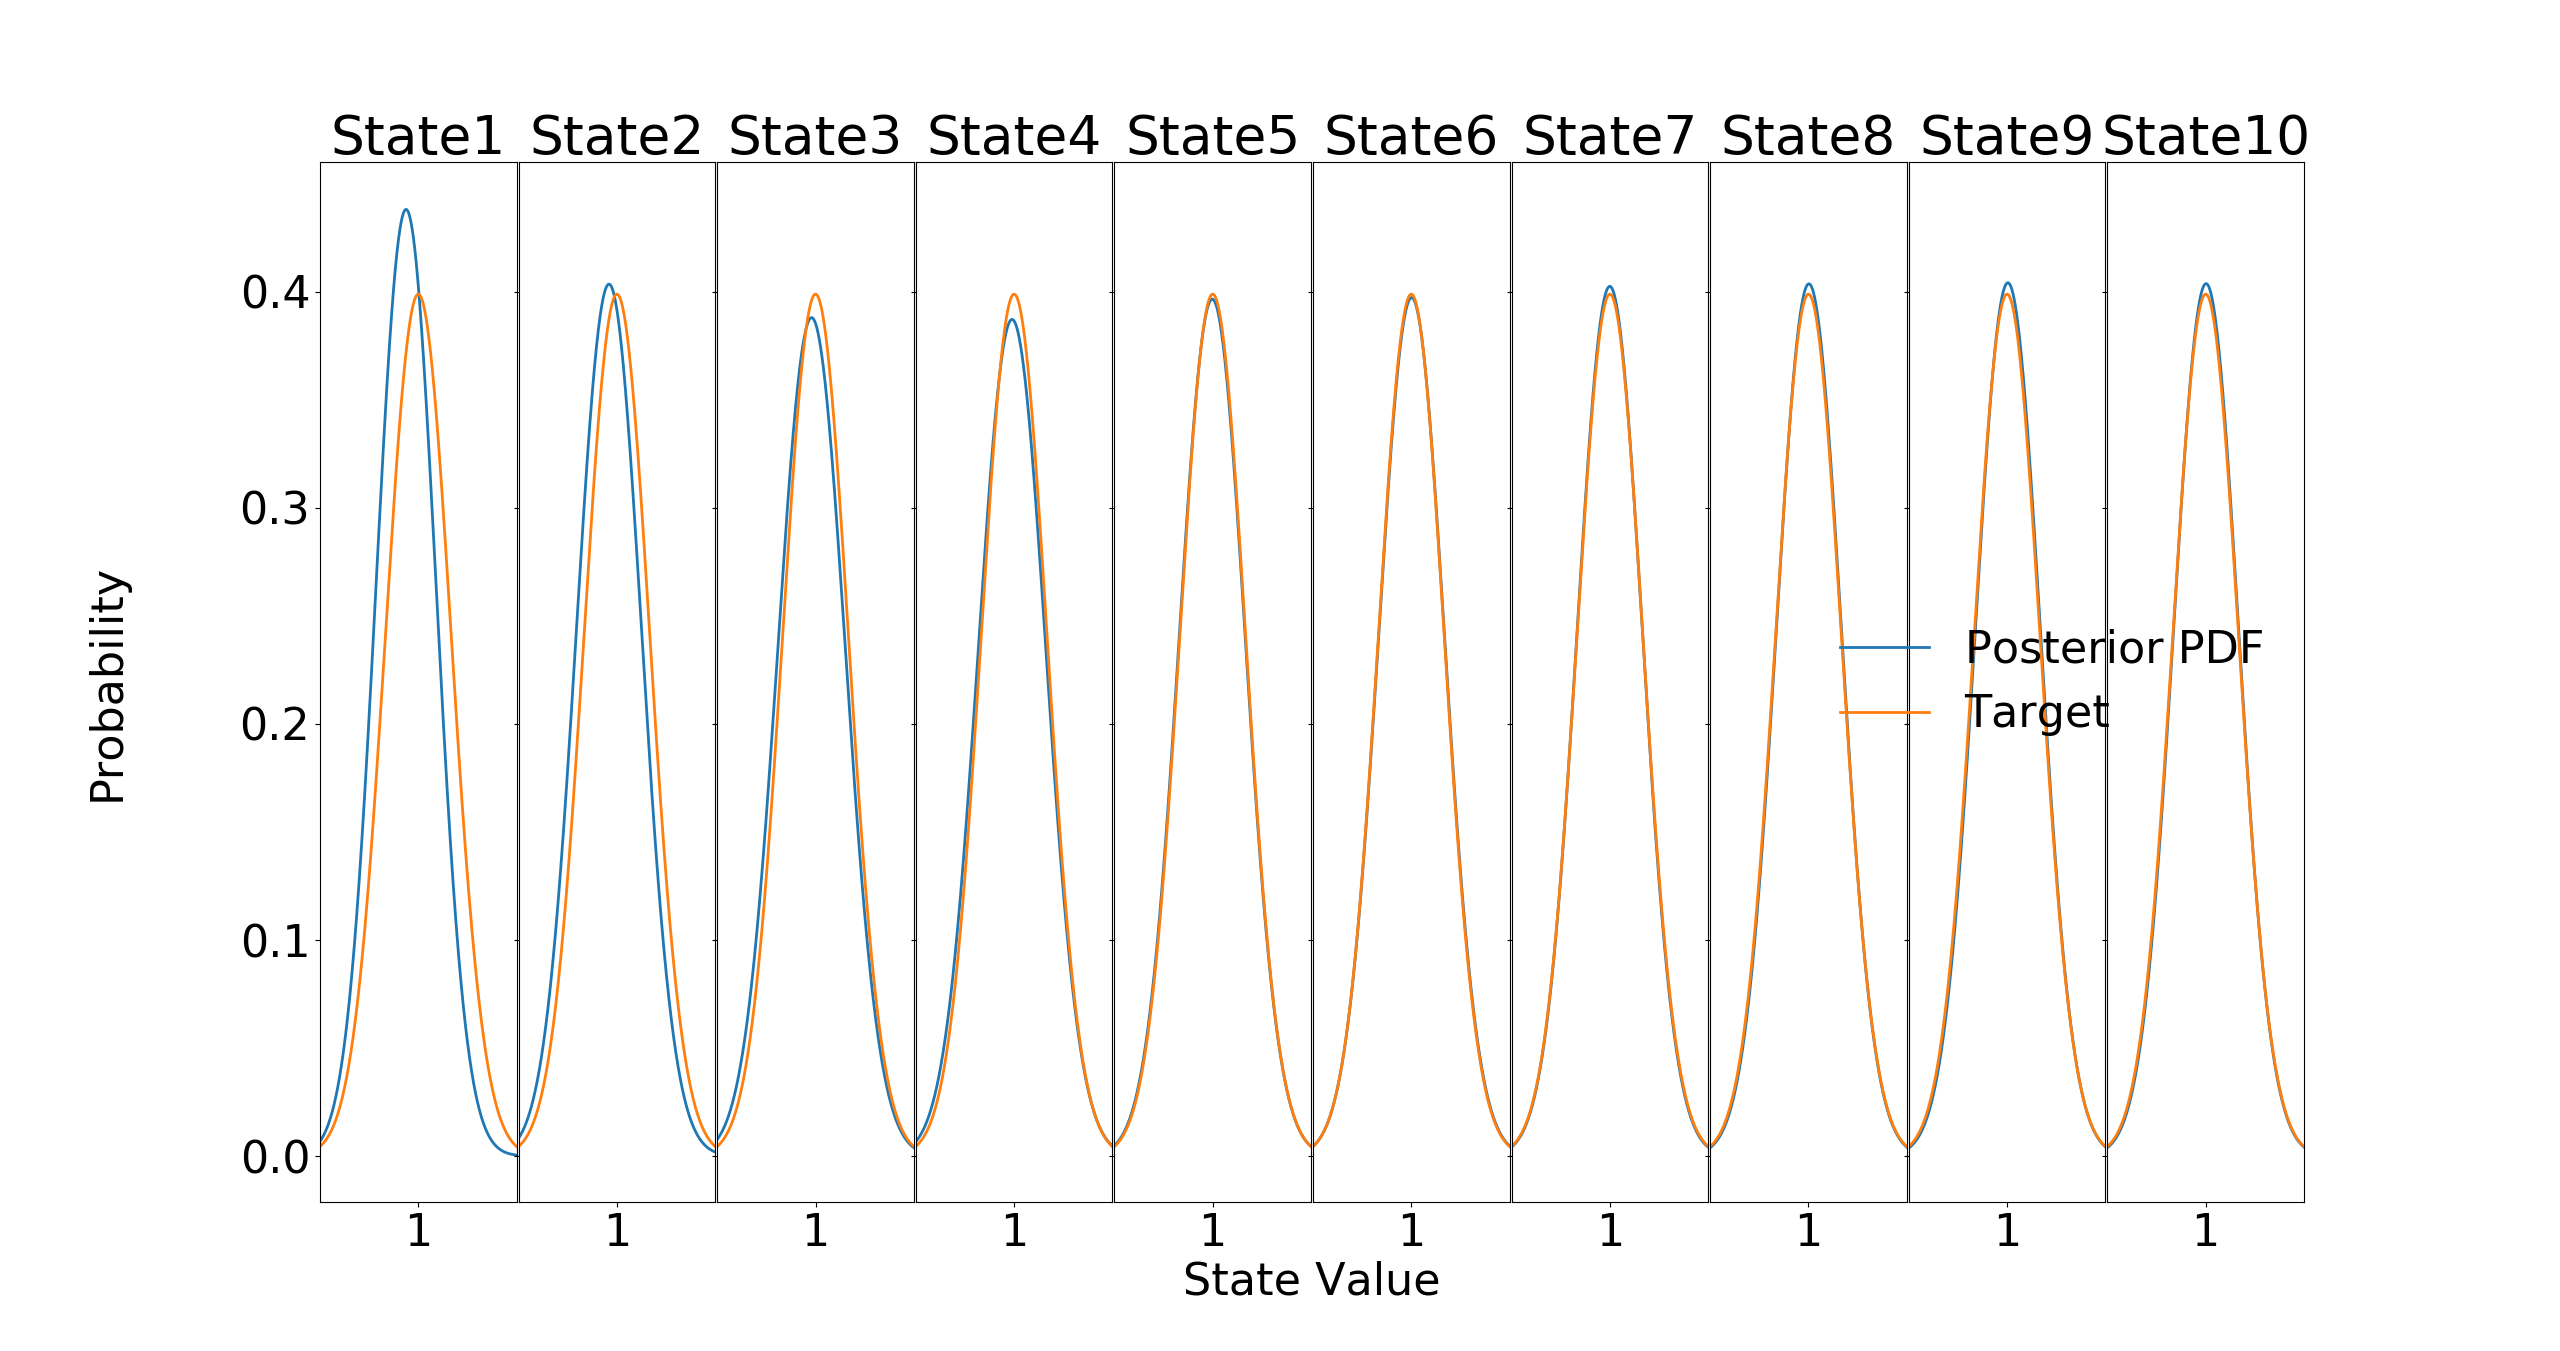 State1 State2 State3 State4 State5 State6 State7 State8 State9 State10
0.4
0.3
0.2
0.1
0.0
Probability
Posterior PDF
Target
1 1 1 1 1 1 1 1 1 1
State Value